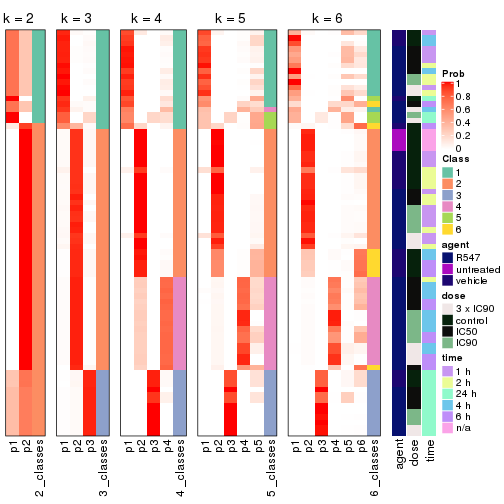 k = 2
k = 3
k = 4
k = 5
k = 6
p1
p2
2_classes
p1
p2
p3
3_classes
p1
p2
p3
p4
4_classes
p1
p2
p3
p4
p5
5_classes
p1
p2
p3
p4
p5
p6
6_classes
agent
dose
time
Prob
1
0.8
0.6
0.4
0.2
0
Class
1
2
3
4
5
6
agent
R547
untreated
vehicle
dose
3 x IC90
control
IC50
IC90
time
1 h
2 h
24 h
4 h
6 h
n/a